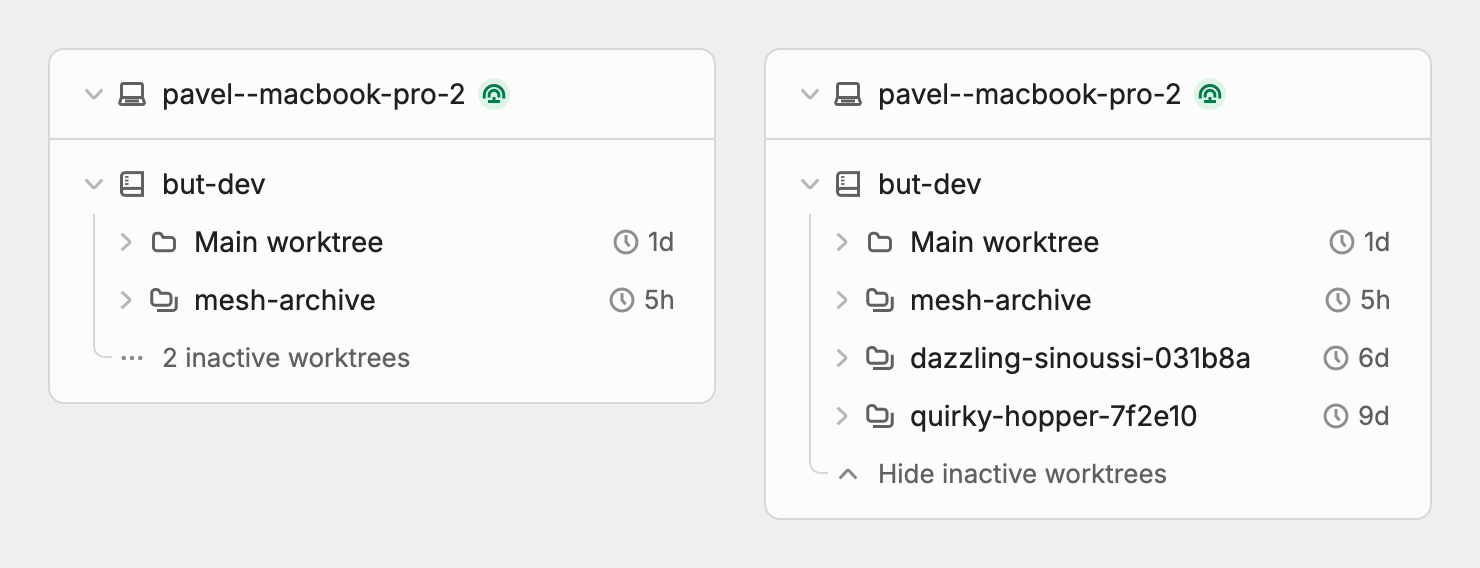 pavel--macbook-pro-2
but-dev
Main worktree 1d
mesh-archive 5h
2 inactive worktrees
pavel--macbook-pro-2
but-dev
Main worktree 1d
mesh-archive 5h
dazzling-sinoussi-031b8a 6d
quirky-hopper-7f2e10 9d
Hide inactive worktrees